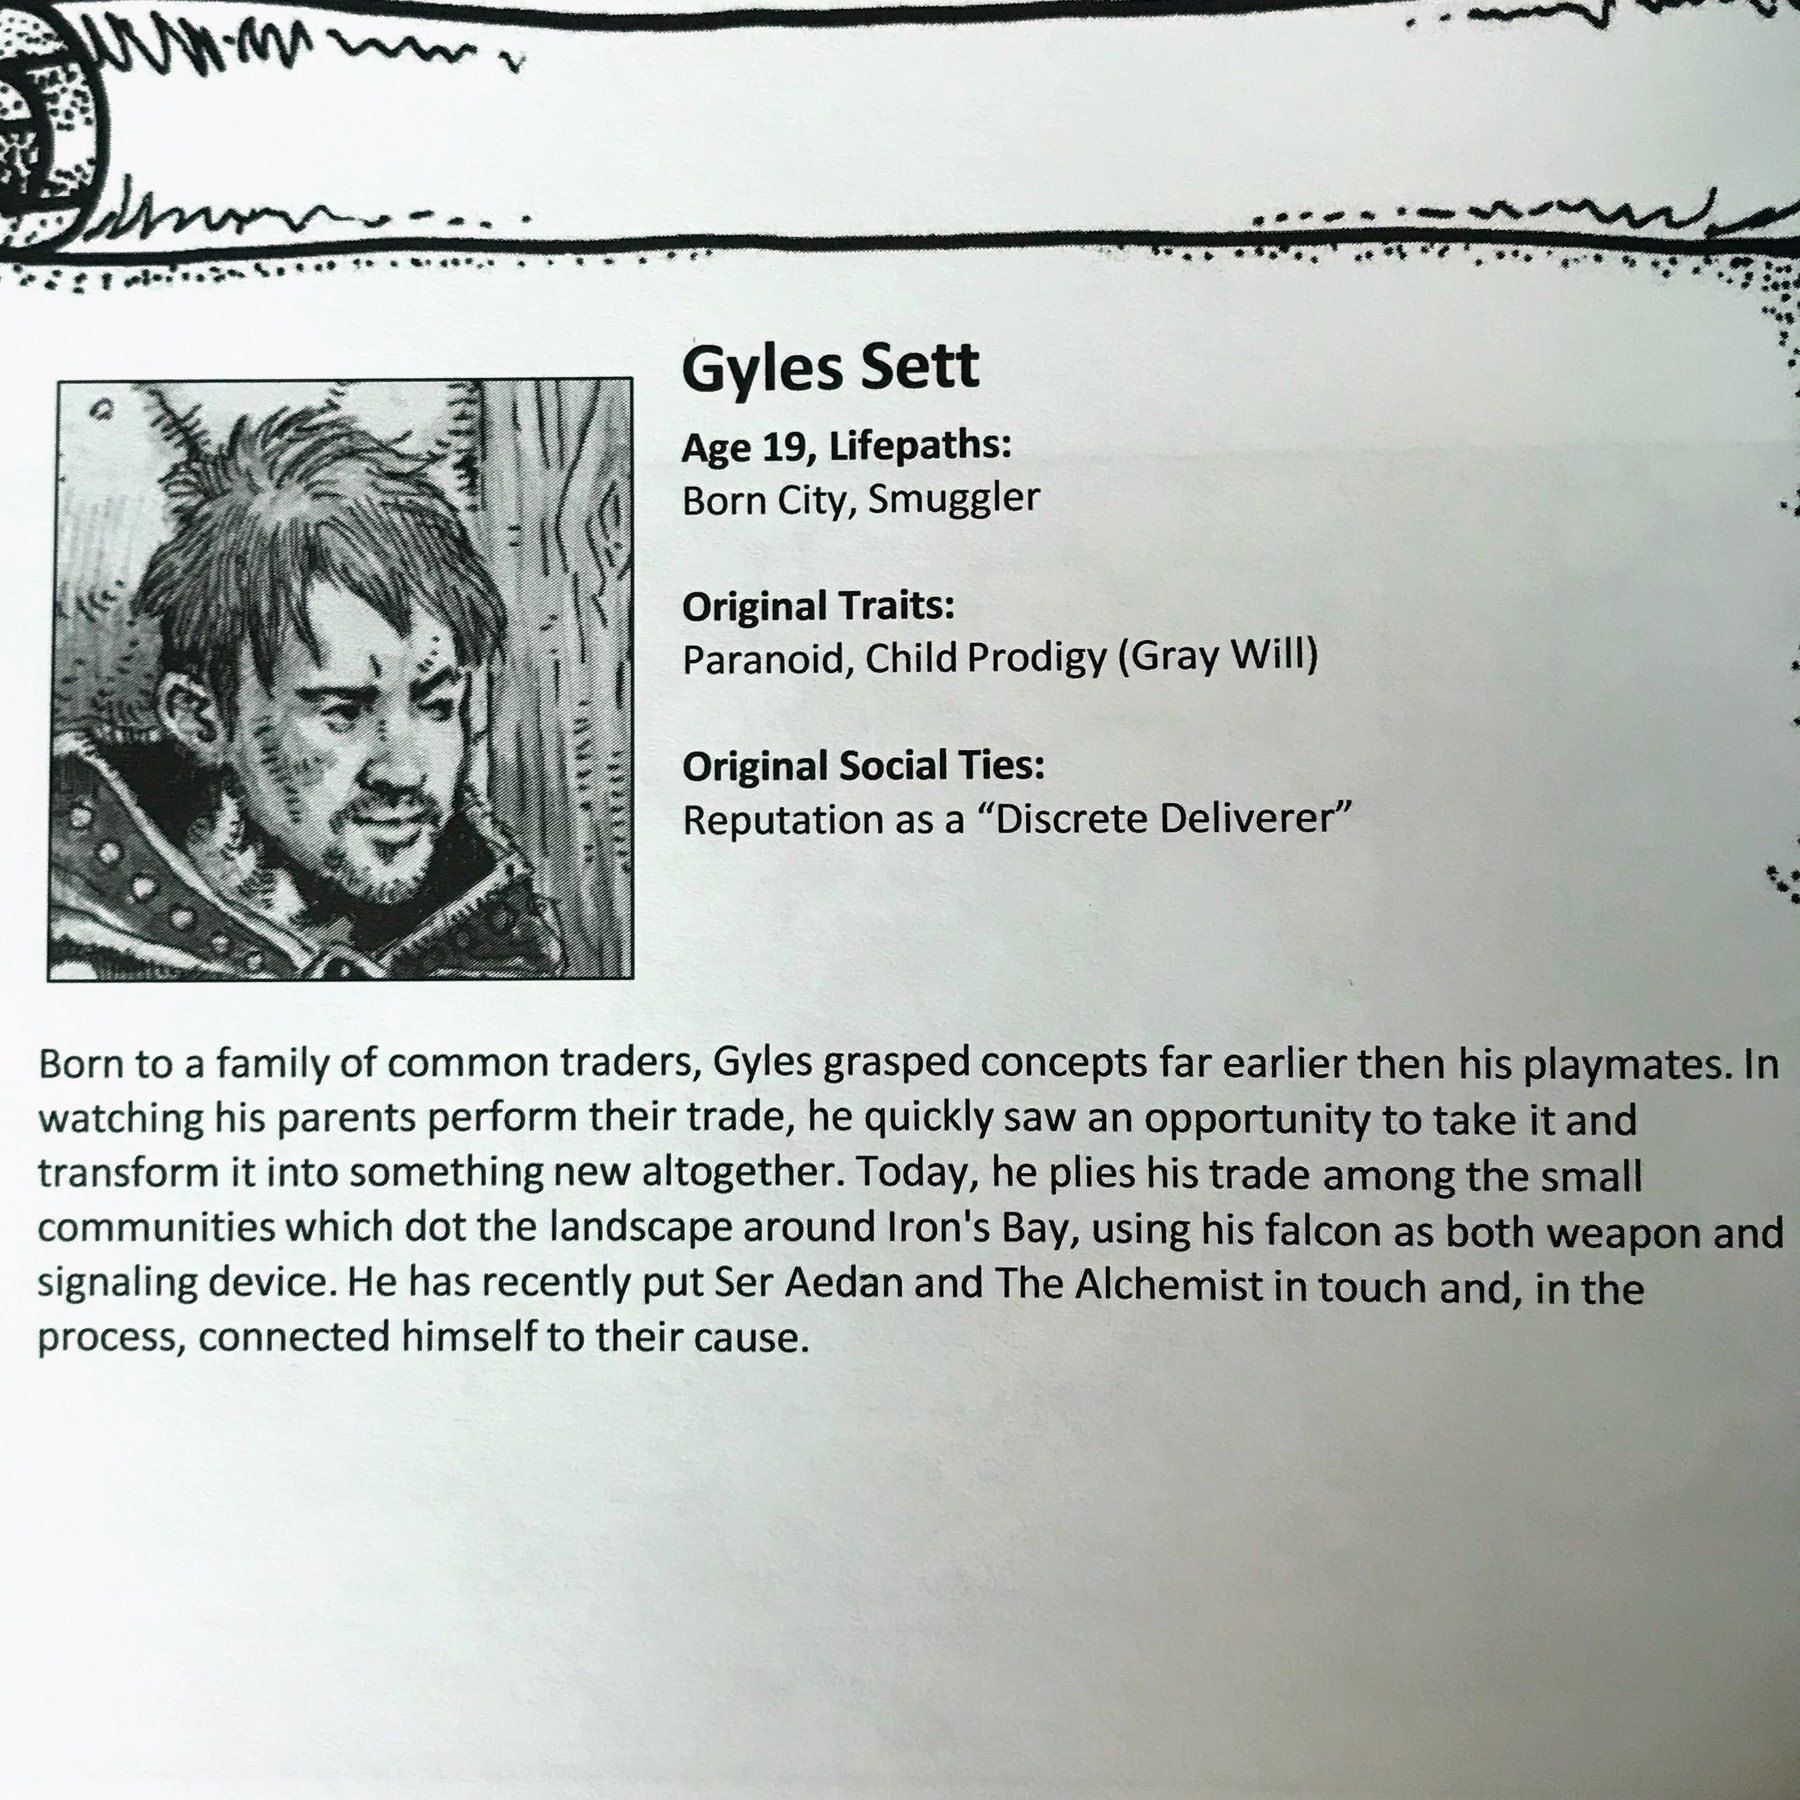 Gyles Sett
Age 19, Lifepaths:
Born City, Smuggler
Original Traits:
Paranoid, Child Prodigy (Gray Will)
Original Social Ties:
Reputation as a “Discrete Deliverer”
Born to a family of common traders, Gyles grasped concepts far earlier then his playmates. In
watching his parents perform their trade, he quickly saw an opportunity to take it and
transform it into something new altogether. Today, he plies his trade among the small
communities which dot the landscape around Iron's Bay, using his falcon as both weapon and
signaling device. He has recently put Ser Aedan and The Alchemist in touch and, in the
process, connected himself to their cause.